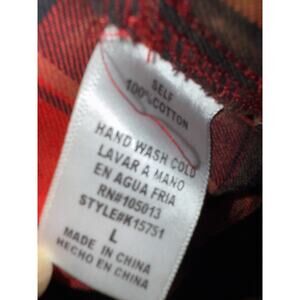 SELF
100% COTTON
HAND WASH COLD
LAVAR A MANO
EN AGUA FRIA
RN#105013
STYLE#K15751
L
MADE IN CHINA
HECHO EN CHINA